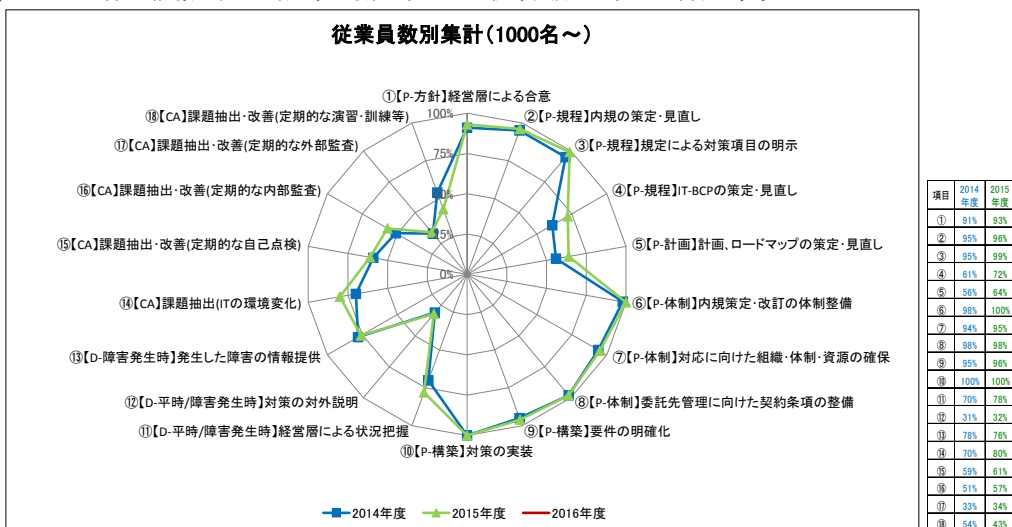 従業員数別集計(1000名～)
①【P-方針】経営層による合意
②【P-規程】内規の策定・見直し
③【P-規程】規定による対策項目の明示
④【P-規程】IT-BCPの策定・見直し
⑤【P-計画】計画、ロードマップの策定・見直し
⑥【P-体制】内規策定・改訂の体制整備
⑦【P-体制】対応に向けた組織・体制・資源の確保
⑧【P-体制】委託先管理に向けた契約条項の整備
⑨【P-構築】要件の明確化
⑩【P-構築】対策の実装
⑪【D-平時/障害発生時】経営層による状況把握
⑫【D-平時/障害発生時】対策の対外説明
⑬【D-障害発生時】発生した障害の情報提供
⑭【CA】課題抽出(ITの環境変化)
⑮【CA】課題抽出・改善(定期的な自己点検)
⑯【CA】課題抽出・改善(定期的な内部監査)
⑰【CA】課題抽出・改善(定期的な外部監査)
⑱【CA】課題抽出・改善(定期的な演習・訓練等)
100%
75%
0%
2014年度 2015年度 2016年度
項目 2014年度 2015年度
① 91% 93%
② 95% 96%
③ 95% 99%
④ 61% 72%
⑤ 56% 64%
⑥ 98% 100%
⑦ 94% 95%
⑧ 98% 98%
⑨ 95% 96%
⑩ 100% 100%
⑪ 70% 78%
⑫ 31% 32%
⑬ 78% 76%
⑭ 70% 80%
⑮ 59% 61%
⑯ 51% 57%
⑰ 33% 34%
⑱ 54% 43%